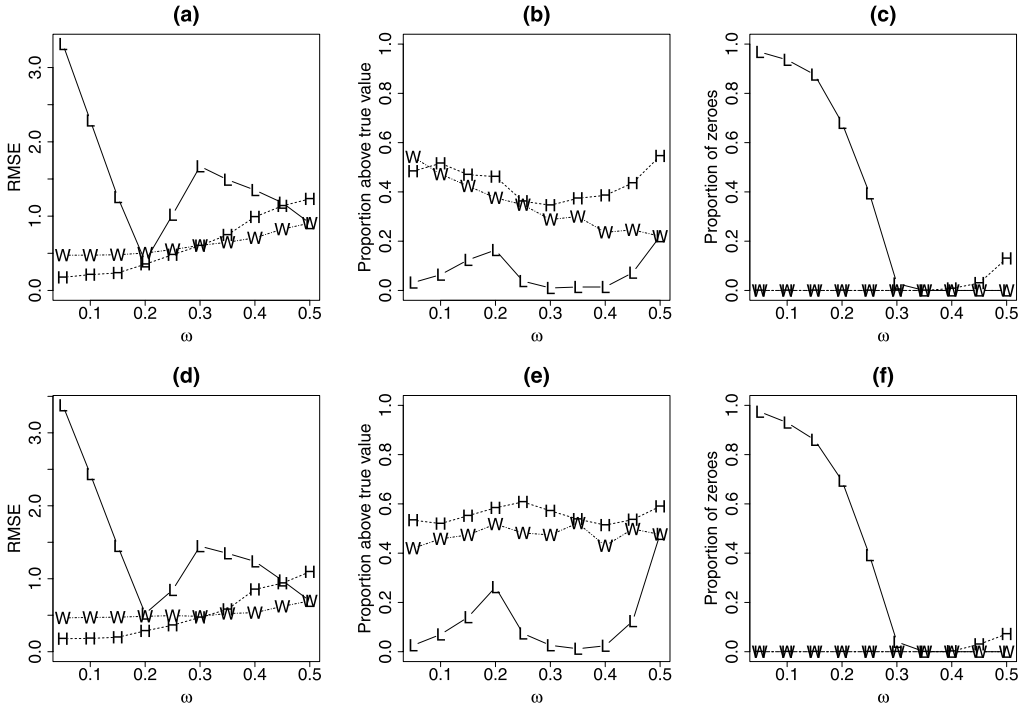 (a)
RMSE
0.0 1.0 2.0 3.0
L L L L L L L L L L
H H H H H H H H H H
W W W W W W W W W W
0.1 0.2 0.3 0.4 0.5
ω
(b)
Proportion above true value
0.0 0.2 0.4 0.6 0.8 1.0
L L L L L L L L L L
H H H H H H H H H H
W W W W W W W W W W
0.1 0.2 0.3 0.4 0.5
ω
(c)
Proportion of zeroes
0.0 0.2 0.4 0.6 0.8 1.0
L L L L L L L L L L
H H H H H H H H H H
W W W W W W W W W W
0.1 0.2 0.3 0.4 0.5
ω
(d)
RMSE
0.0 1.0 2.0 3.0
L L L L L L L L L L
H H H H H H H H H H
W W W W W W W W W W
0.1 0.2 0.3 0.4 0.5
ω
(e)
Proportion above true value
0.0 0.2 0.4 0.6 0.8 1.0
L L L L L L L L L L
H H H H H H H H H H
W W W W W W W W W W
0.1 0.2 0.3 0.4 0.5
ω
(f)
Proportion of zeroes
0.0 0.2 0.4 0.6 0.8 1.0
L L L L L L L L L L
H H H H H H H H H H
W W W W W W W W W W
0.1 0.2 0.3 0.4 0.5
ω